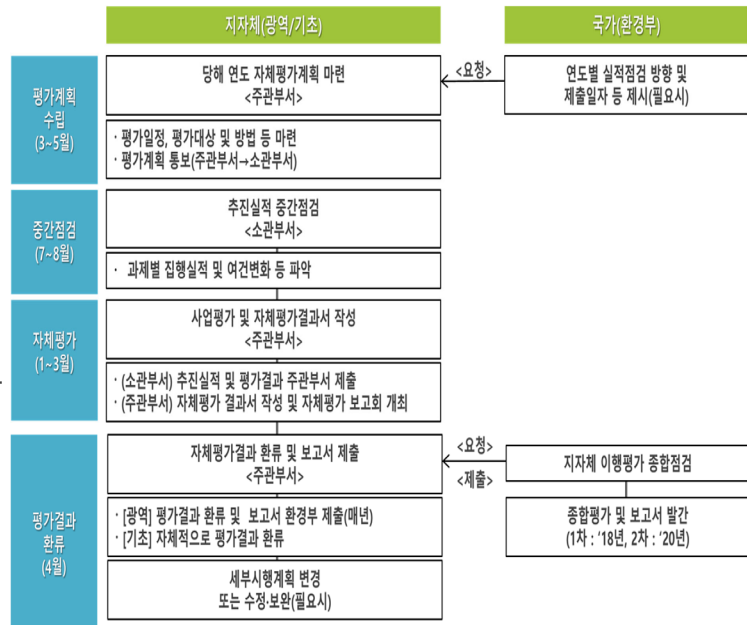 지자체(광역/기초)
국가(환경부)
평가계획
수립
(3~5월)
당해 연도 자체평가계획 마련
<주관부서>
<요청>
연도별 실적점검 방향 및
제출일자 등 제시(필요시)
· 평가일정, 평가대상 및 방법 등 마련
· 평가계획 통보(주관부서→소관부서)
중간점검
(7~8월)
추진실적 중간점검
<소관부서>
· 과제별 집행실적 및 여건변화 등 파악
자체평가
(1~3월)
사업평가 및 자체평가결과서 작성
<주관부서>
· (소관부서) 추진실적 및 평가결과 주관부서 제출
· (주관부서) 자체평가 결과서 작성 및 자체평가 보고회 개최
평가결과
환류
(4월)
자체평가결과 환류 및 보고서 제출
<주관부서>
<요청>
<제출>
지자체 이행평가 종합점검
· [광역] 평가결과 환류 및 보고서 환경부 제출(매년)
· [기초] 자체적으로 평가결과 환류
종합평가 및 보고서 발간
(1차 : '18년, 2차 : '20년)
세부시행계획 변경
또는 수정·보완(필요시)